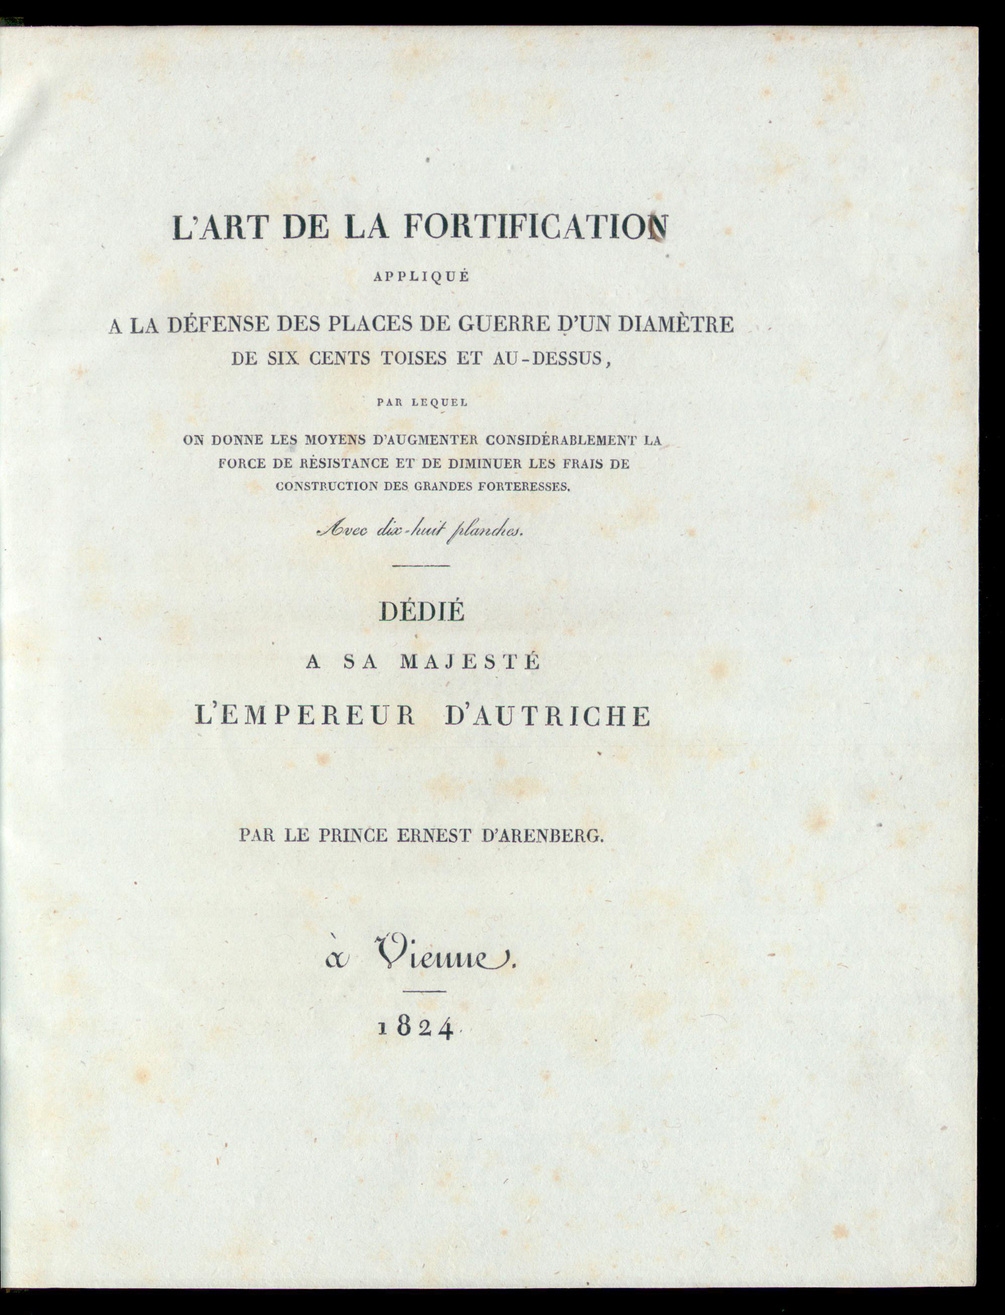 L'ART DE LA FORTIFICATION
APPLIQUÉ
A LA DÉFENSE DES PLACES DE GUERRE D'UN DIAMÈTRE
DE SIX CENTS TOISES ET AU-DESSUS,
PAR LEQUEL
ON DONNE LES MOYENS D'AUGMENTER CONSIDÉRABLEMENT LA
FORCE DE RÉSISTANCE ET DE DIMINUER LES FRAIS DE
CONSTRUCTION DES GRANDES FORTERESSES.
Avec dix-huit planches.
DÉDIÉ
A SA MAJESTÉ
L'EMPEREUR D'AUTRICHE
PAR LE PRINCE ERNEST D'ARENBERG.
à Vienne.
1824.